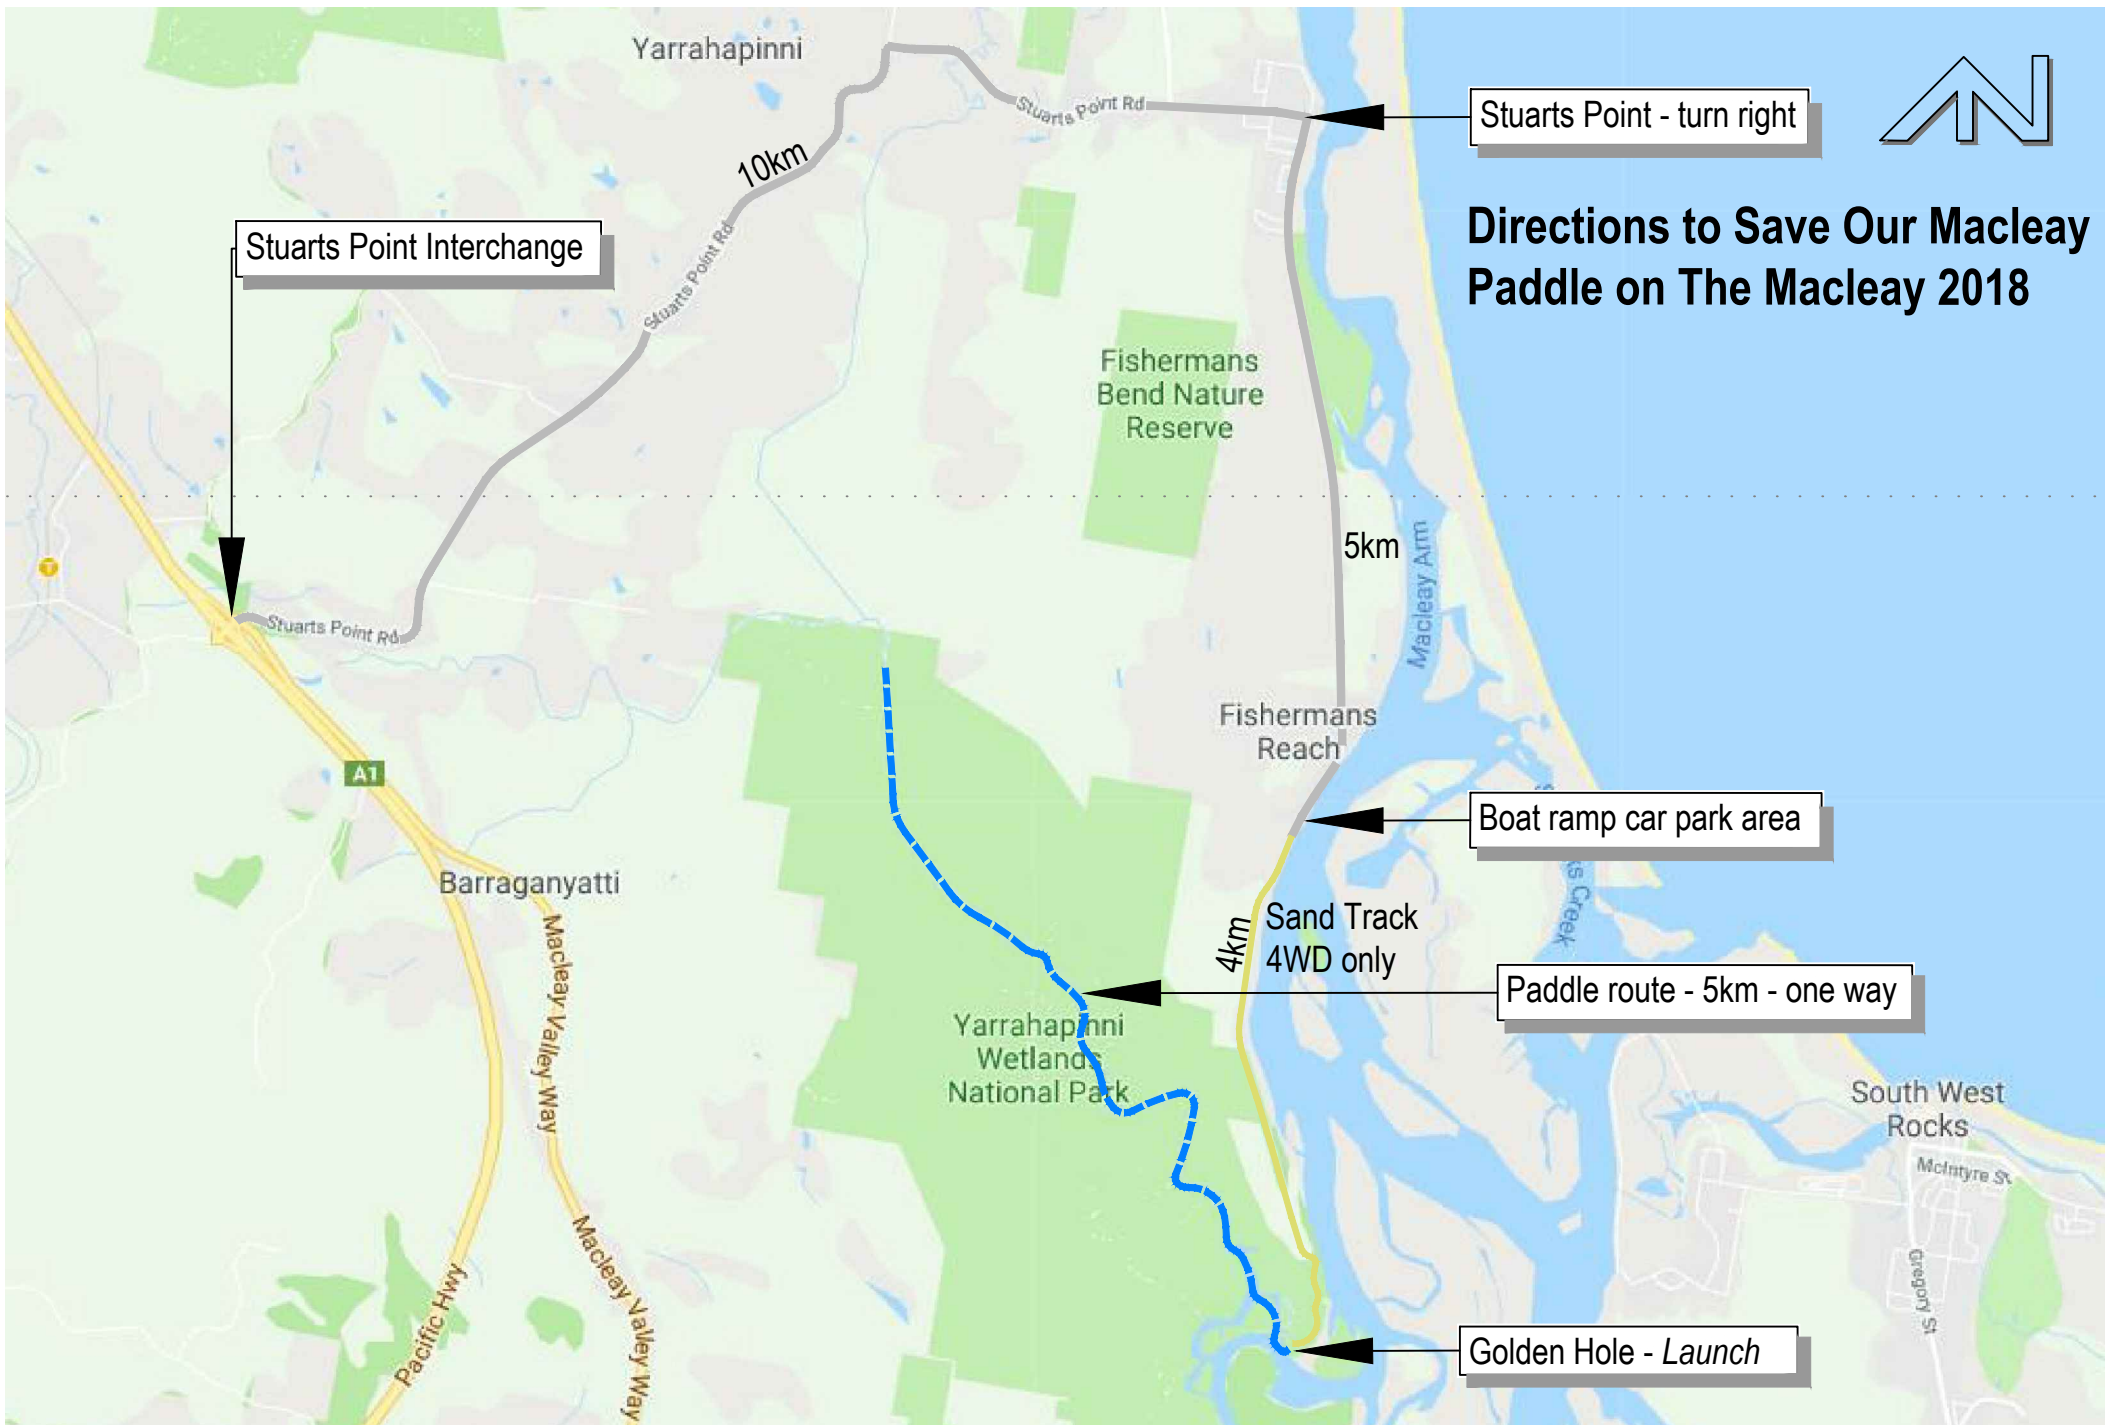 Yarrahapinni
Stuarts Point Rd
Stuarts Point - turn right
N
10km
Directions to Save Our Macleay
Paddle on The Macleay 2018
Stuarts Point Interchange
Stuarts Point Rd
Fishermans
Bend Nature
Reserve
5km
Macleay Arm
T
Stuarts Point Rd
Fishermans
Reach
A1
Boat ramp car park area
Barraganyatti
Creek
Sand Track
4WD only
4km
Macleay Valley Way
Paddle route - 5km - one way
Yarrahapinni
Wetlands
National Park
South West
Rocks
McIntyre St
Macleay Valley Way
Pacific Hwy
Gregory St
Golden Hole - Launch